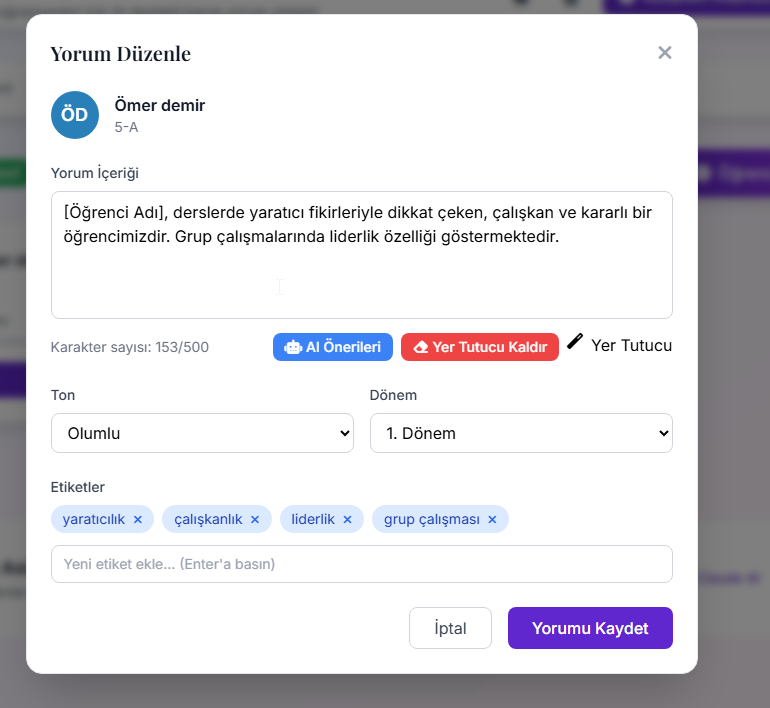 Yorum Düzenle
ÖD
Ömer demir
5-A
Yorum İçeriği
[Öğrenci Adı], derslerde yaratıcı fikirleriyle dikkat çeken, çalışkan ve kararlı bir
öğrencimizdir. Grup çalışmalarında liderlik özelliği göstermektedir.
Karakter sayısı: 153/500
AI Önerileri
Yer Tutucu Kaldır
Yer Tutucu
Ton
Dönem
Olumlu
1. Dönem
Etiketler
yaratıcılık ×
çalışkanlık ×
liderlik ×
grup çalışması ×
Yeni etiket ekle... (Enter'a basın)
İptal
Yorumu Kaydet